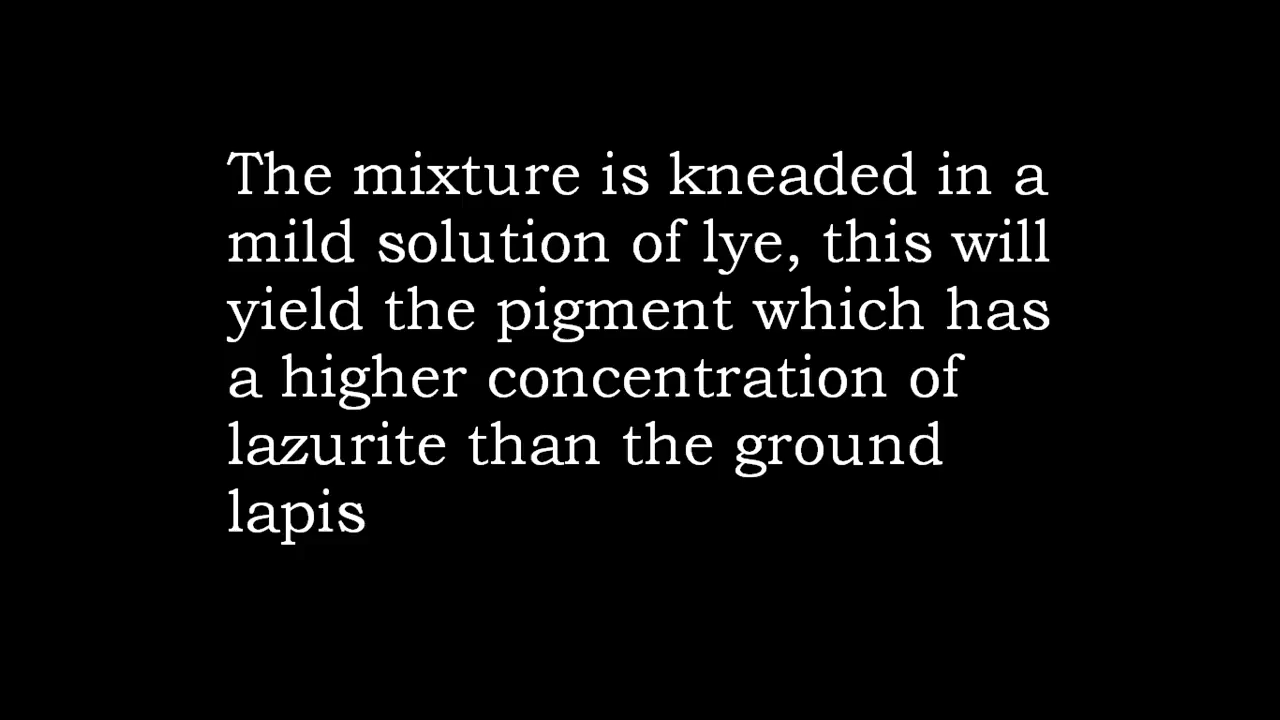 The mixture is kneaded in a
mild solution of lye, this will
yield the pigment which has
a higher concentration of
lazurite than the ground
lapis